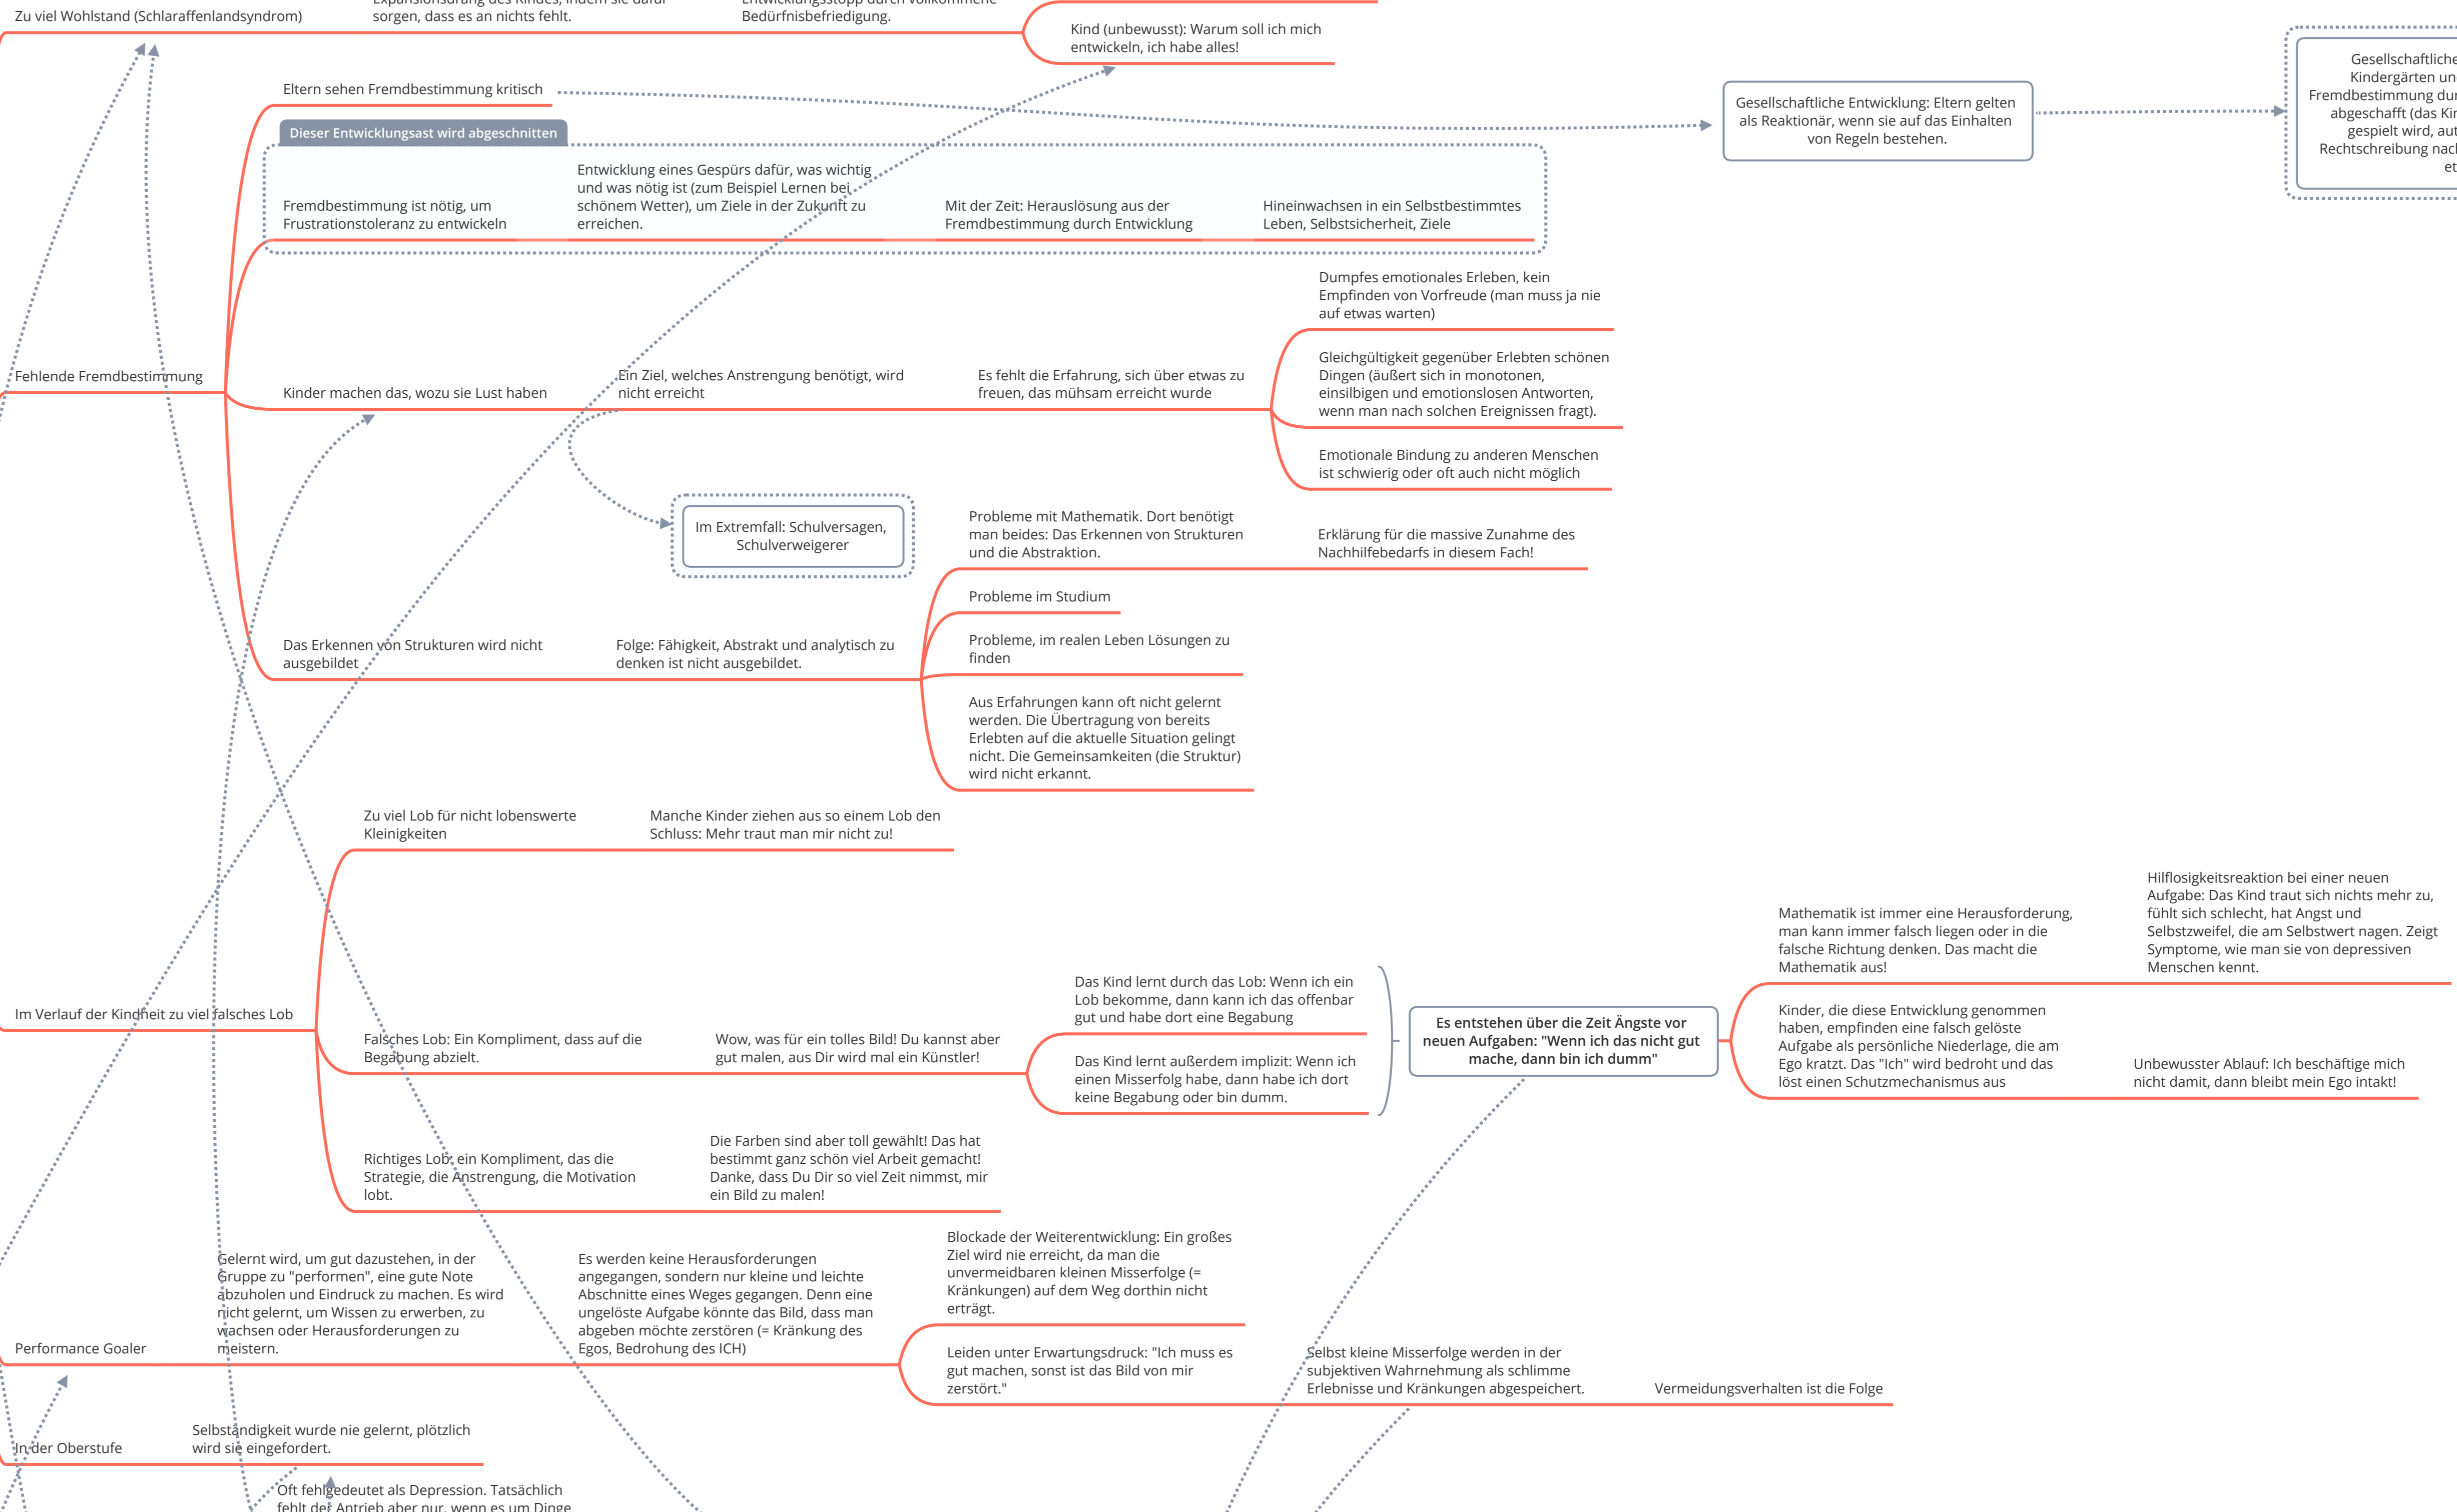 Zu viel Wohlstand (Schlaraffenlandsyndrom)
sorgen, dass es an nichts fehlt.
Bedürfnisbefriedigung.
Kind (unbewusst): Warum soll ich mich
entwickeln, ich habe alles!
Fehlende Fremdbestimmung
Eltern sehen Fremdbestimmung kritisch
Gesellschaftliche Entwicklung: Eltern gelten
als Reaktionär, wenn sie auf das Einhalten
von Regeln bestehen.
Gesellschaftliche
Kindergärten
Fremdbestimmung
abgeschafft (das
gespielt wird,
Rechtschreibung
Dieser Entwicklungsast wird abgeschnitten
Fremdbestimmung ist nötig, um
Frustrationstoleranz zu entwickeln
Entwicklung eines Gespürs dafür, was wichtig
und was nötig ist (zum Beispiel Lernen bei
schönem Wetter), um Ziele in der Zukunft zu
erreichen.
Mit der Zeit: Herauslösung aus der
Fremdbestimmung durch Entwicklung
Hineinwachsen in ein Selbstbestimmtes
Leben, Selbstsicherheit, Ziele
Kinder machen das, wozu sie Lust haben
Ein Ziel, welches Anstrengung benötigt, wird
nicht erreicht
Es fehlt die Erfahrung, sich über etwas zu
freuen, das mühsam erreicht wurde
Dumpfes emotionales Erleben, kein
Empfinden von Vorfreude (man muss ja nie
auf etwas warten)
Gleichgültigkeit gegenüber Erlebten schönen
Dingen (äußert sich in monotonen,
einsilbigen und emotionslosen Antworten,
wenn man nach solchen Ereignissen fragt).
Emotionale Bindung zu anderen Menschen
ist schwierig oder oft auch nicht möglich
Im Extremfall: Schulversagen,
Schulverweigerer
Das Erkennen von Strukturen wird nicht
ausgebildet
Folge: Fähigkeit, Abstrakt und analytisch zu
denken ist nicht ausgebildet.
Probleme mit Mathematik. Dort benötigt
man beides: Das Erkennen von Strukturen
und die Abstraktion.
Erklärung für die massive Zunahme des
Nachhilfebedarfs in diesem Fach!
Probleme im Studium
Probleme, im realen Leben Lösungen zu
finden
Aus Erfahrungen kann oft nicht gelernt
werden. Die Übertragung von bereits
Erlebten auf die aktuelle Situation gelingt
nicht. Die Gemeinsamkeiten (die Struktur)
wird nicht erkannt.
Im Verlauf der Kindheit zu viel falsches Lob
Zu viel Lob für nicht lobenswerte
Kleinigkeiten
Manche Kinder ziehen aus so einem Lob den
Schluss: Mehr traut man mir nicht zu!
Falsches Lob: Ein Kompliment, dass auf die
Begabung abzielt.
Wow, was für ein tolles Bild! Du kannst aber
gut malen, aus Dir wird mal ein Künstler!
Das Kind lernt durch das Lob: Wenn ich ein
Lob bekomme, dann kann ich das offenbar
gut und habe dort eine Begabung
Das Kind lernt außerdem implizit: Wenn ich
einen Misserfolg habe, dann habe ich dort
keine Begabung oder bin dumm.
Es entstehen über die Zeit Ängste vor
neuen Aufgaben: "Wenn ich das nicht gut
mache, dann bin ich dumm"
Mathematik ist immer eine Herausforderung,
man kann immer falsch liegen oder in die
falsche Richtung denken. Das macht die
Mathematik aus!
Hilflosigkeitsreaktion bei einer neuen
Aufgabe: Das Kind traut sich nichts mehr zu,
fühlt sich schlecht, hat Angst und
Selbstzweifel, die am Selbstwert nagen. Zeigt
Symptome, wie man sie von depressiven
Menschen kennt.
Kinder, die diese Entwicklung genommen
haben, empfinden eine falsch gelöste
Aufgabe als persönliche Niederlage, die am
Ego kratzt. Das "Ich" wird bedroht und das
löst einen Schutzmechanismus aus
Unbewusster Ablauf: Ich beschäftige mich
nicht damit, dann bleibt mein Ego intakt!
Richtiges Lob: ein Kompliment, das die
Strategie, die Anstrengung, die Motivation
lobt.
Die Farben sind aber toll gewählt! Das hat
bestimmt ganz schön viel Arbeit gemacht!
Danke, dass Du Dir so viel Zeit nimmst, mir
ein Bild zu malen!
Performance Goaler
Gelernt wird, um gut dazustehen, in der
Gruppe zu "performen", eine gute Note
abzuholen und Eindruck zu machen. Es wird
nicht gelernt, um Wissen zu erwerben, zu
wachsen oder Herausforderungen zu
meistern.
Es werden keine Herausforderungen
angegangen, sondern nur kleine und leichte
Abschnitte eines Weges gegangen. Denn eine
ungelöste Aufgabe könnte das Bild, dass man
abgeben möchte zerstören (= Kränkung des
Egos, Bedrohung des ICH)
Blockade der Weiterentwicklung: Ein großes
Ziel wird nie erreicht, da man die
unvermeidbaren kleinen Misserfolge (=
Kränkungen) auf dem Weg dorthin nicht
erträgt.
Leiden unter Erwartungsdruck: "Ich muss es
gut machen, sonst ist das Bild von mir
zerstört."
Selbst kleine Misserfolge werden in der
subjektiven Wahrnehmung als schlimme
Erlebnisse und Kränkungen abgespeichert.
Vermeidungsverhalten ist die Folge
In der Oberstufe
Selbständigkeit wurde nie gelernt, plötzlich
wird sie eingefordert.
Oft fehlgedeutet als Depression. Tatsächlich
fehlt der Antrieb aber nur, wenn es um Dinge